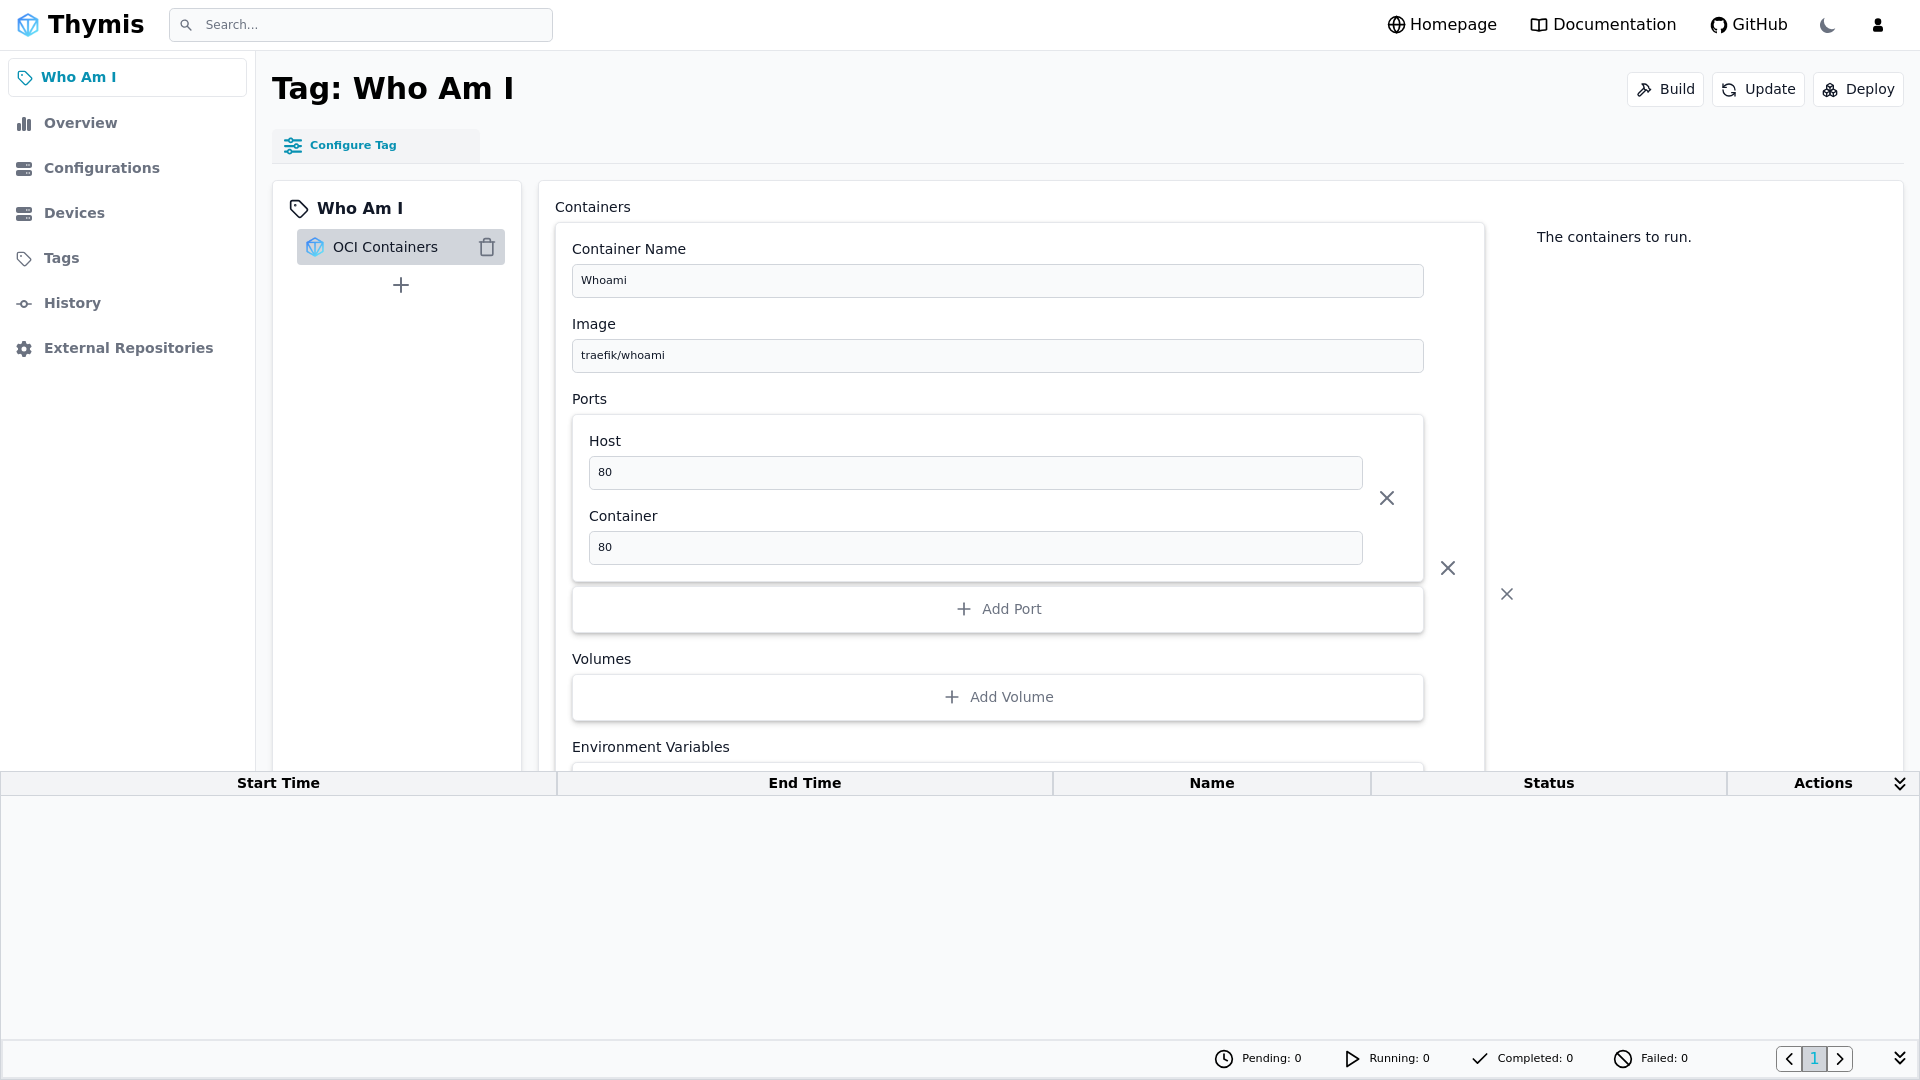 Thymis
Search...
Homepage
Documentation
GitHub
Who Am I
Overview
Configurations
Devices
Tags
History
External Repositories
Tag: Who Am I
Build
Update
Deploy
Configure Tag
Who Am I
OCI Containers
Containers
Container Name
Whoami
Image
traefik/whoami
Ports
Host
80
Container
80
Add Port
Volumes
Add Volume
Environment Variables
The containers to run.
Start Time End Time Name Status Actions
Pending: 0 Running: 0 Completed: 0 Failed: 0 1